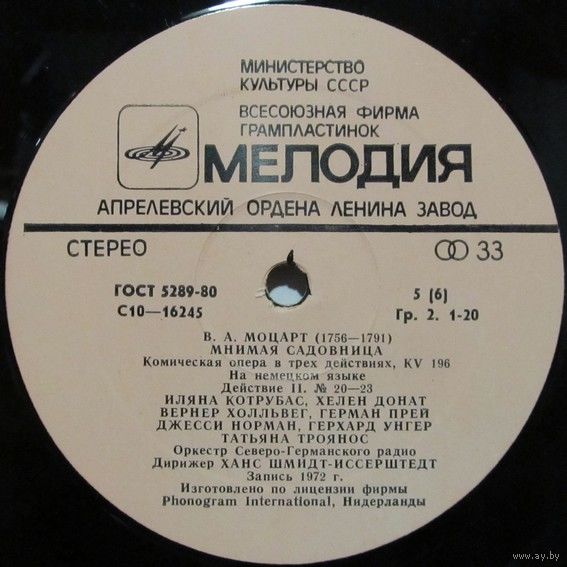 МИНИСТЕРСТВО
КУЛЬТУРЫ СССР
ВСЕСОЮЗНАЯ ФИРМА
ГРАМПЛАСТИНОК
МЕЛОДИЯ
АПРЕЛЕВСКИЙ ОРДЕНА ЛЕНИНА ЗАВОД
СТЕРЕО 33
ГОСТ 5289-80 5 (6)
С10—16245 Гр. 2. 1-20
В. А. МОЦАРТ (1756—1791)
МНИМАЯ САДОВНИЦА
Комическая опера в трех действиях, KV 196
На немецком языке
Действие II. № 20—23
ИЛЯНА КОТРУБАС, ХЕЛЕН ДОНАТ
ВЕРНЕР ХОЛЛЬВЕГ, ГЕРМАН ПРЕЙ
ДЖЕССИ НОРМАН, ГЕРХАРД УНГЕР
ТАТЬЯНА ТРОЯНОС
Оркестр Северо-Германского радио
Дирижер ХАНС ШМИДТ-ИССЕРШТЕДТ
Запись 1972 г.
Изготовлено по лицензии фирмы
Phonogram International, Нидерланды
www.ay.by